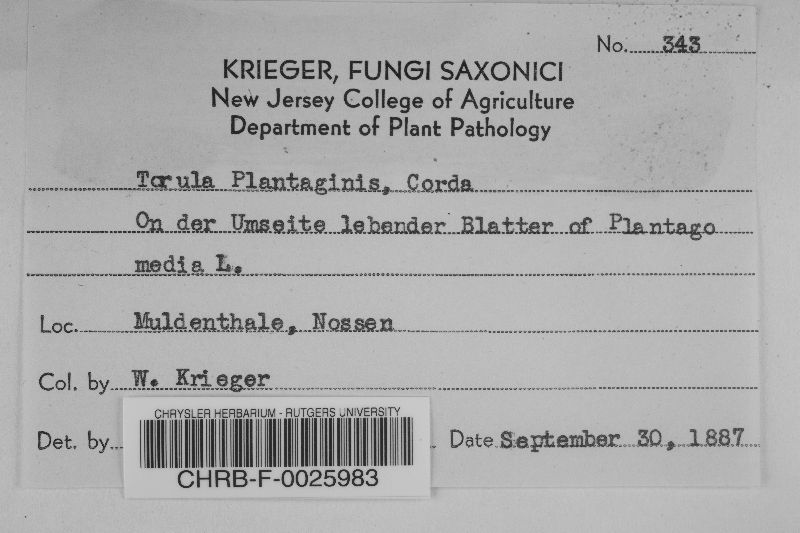 No. 343
KRIEGER, FUNGI SAXONICI
New Jersey College of Agriculture
Department of Plant Pathology
Torula Plantaginis, Corda
On der Umseite lebender Blatter of Plantago
media L.
Loc. Muldenthale, Nossen
Col. by W. Krieger
Det. by Date September 30, 1887
CHRYSLER HERBARIUM - RUTGERS UNIVERSITY
CHRB-F-0025983